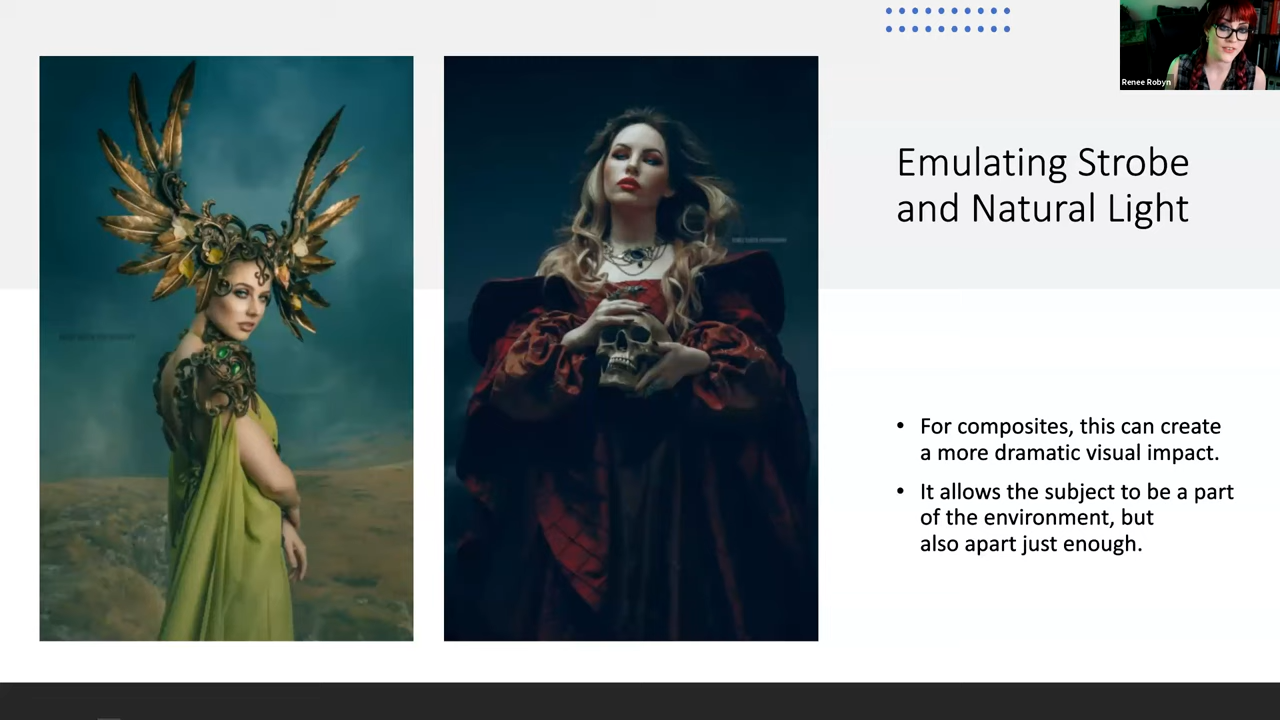 Renee Robyn
Emulating Strobe
and Natural Light
• For composites, this can create
a more dramatic visual impact.
• It allows the subject to be a part
of the environment, but
also apart just enough.